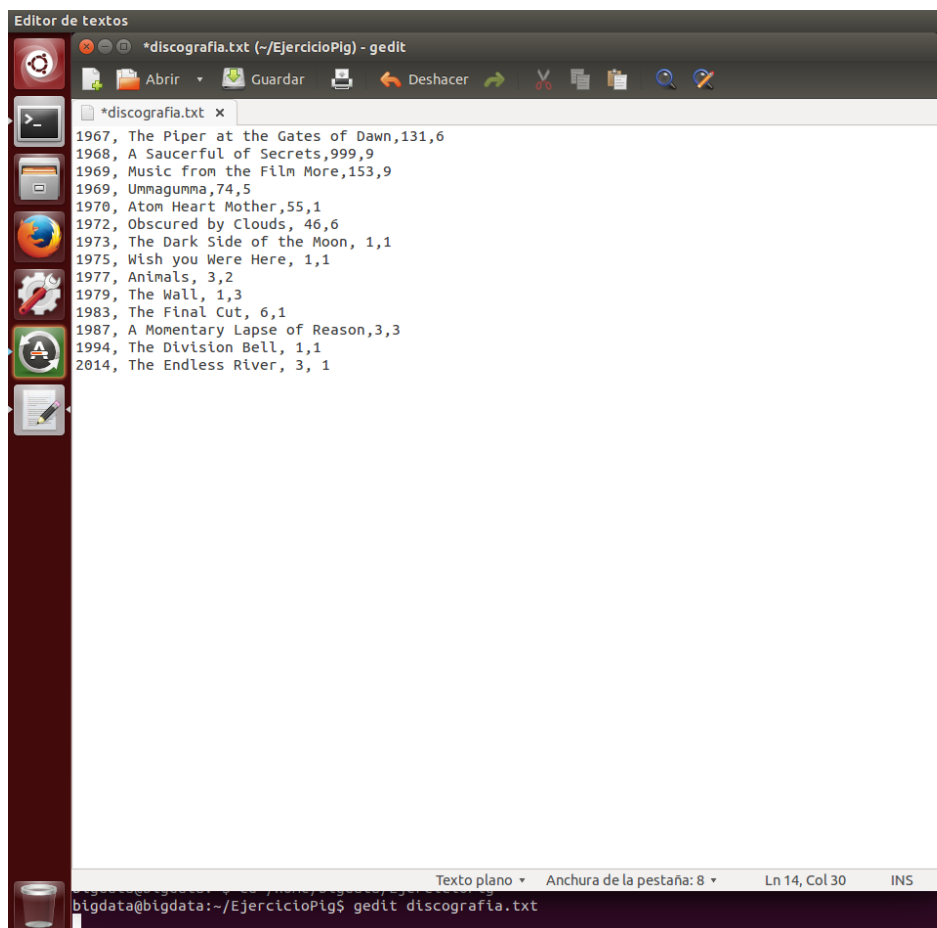 Editor de textos
*discografia.txt (~/EjercicioPig) - gedit
Abrir Guardar Deshacer
*discografia.txt x
1967, The Piper at the Gates of Dawn,131,6
1968, A Saucerful of Secrets,999,9
1969, Music from the Film More,153,9
1969, Ummagumma,74,5
1970, Atom Heart Mother,55,1
1972, Obscured by Clouds, 46,6
1973, The Dark Side of the Moon, 1,1
1975, Wish you Were Here, 1,1
1977, Animals, 3,2
1979, The Wall, 1,3
1983, The Final Cut, 6,1
1987, A Momentary Lapse of Reason,3,3
1994, The Division Bell, 1,1
2014, The Endless River, 3, 1
Texto plano Anchura de la pestaña: 8 Ln 14, Col 30 INS
bigdata@bigdata:~/EjercicioPig$ gedit discografia.txt